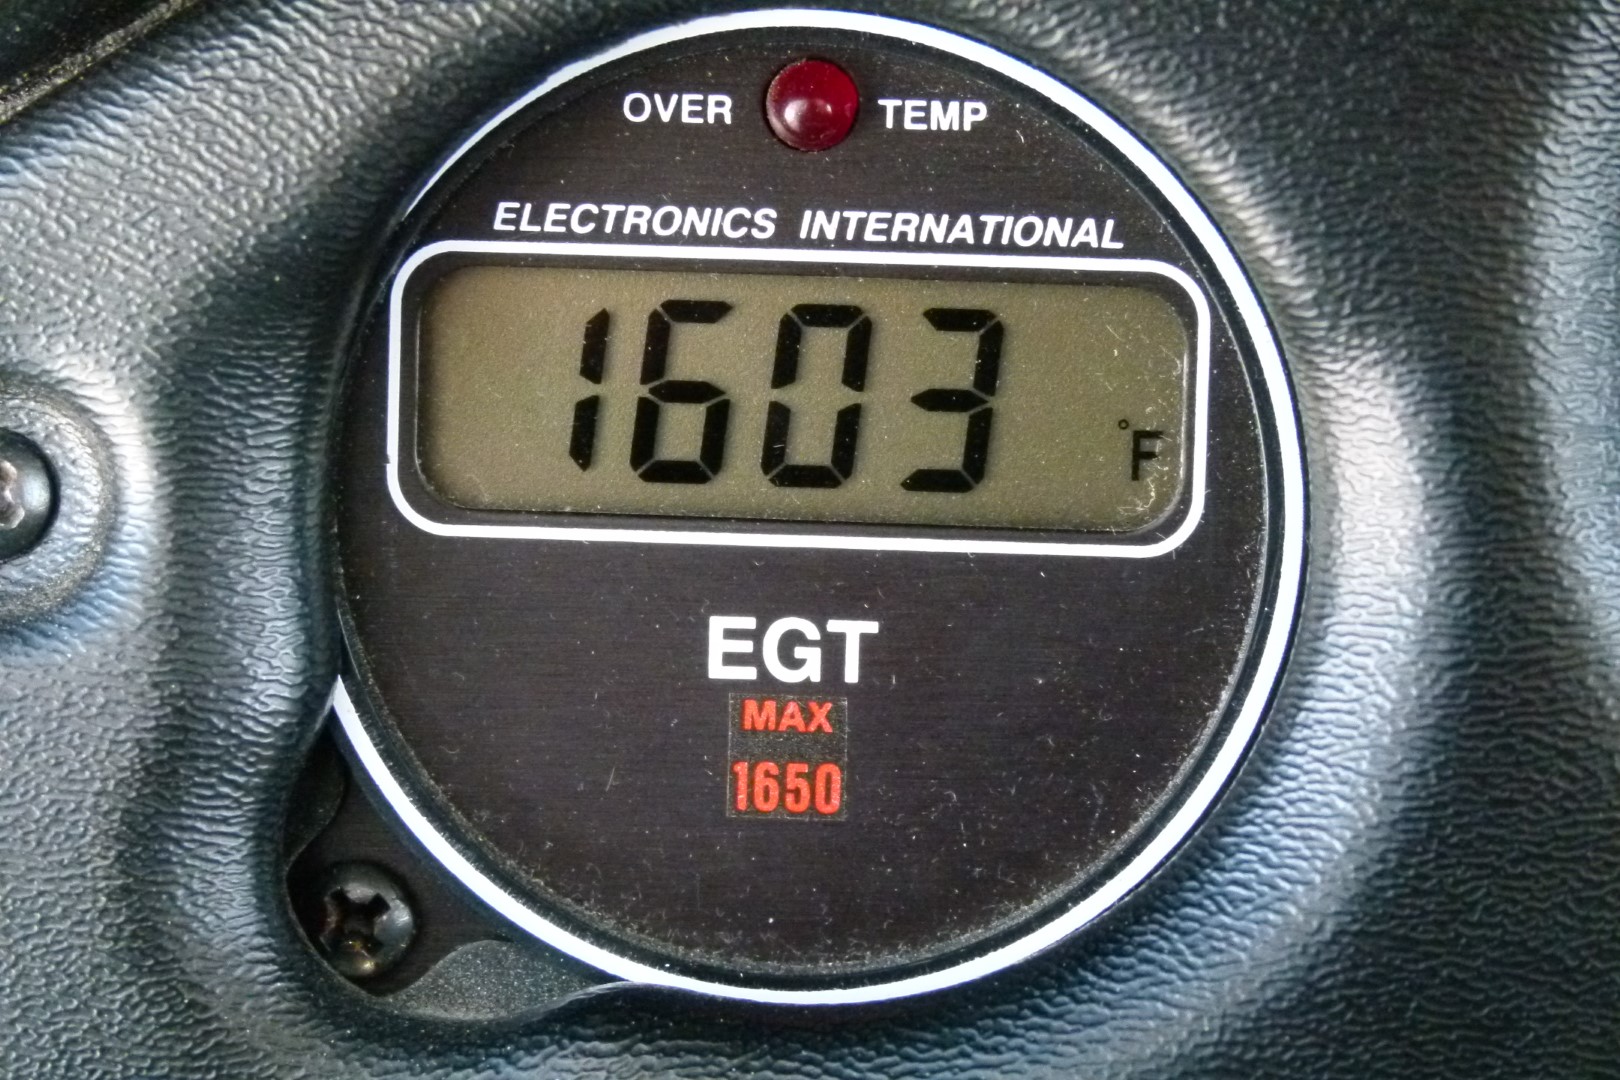 OVER TEMP
ELECTRONICS INTERNATIONAL
1603 °F
EGT
MAX
1650